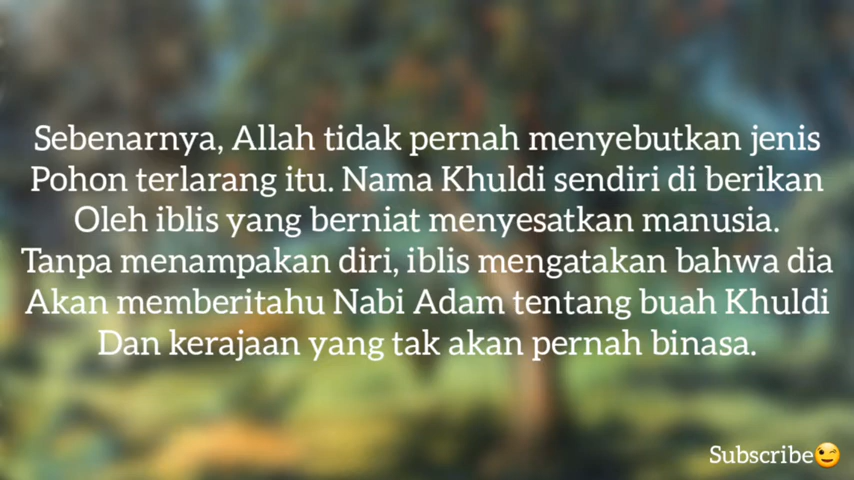 Sebenarnya, Allah tidak pernah menyebutkan jenis
Pohon terlarang itu. Nama Khuldi sendiri di berikan
Oleh iblis yang berniat menyesatkan manusia.
Tanpa menampakan diri, iblis mengatakan bahwa dia
Akan memberitahu Nabi Adam tentang buah Khuldi
Dan kerajaan yang tak akan pernah binasa.
Subscribe😉